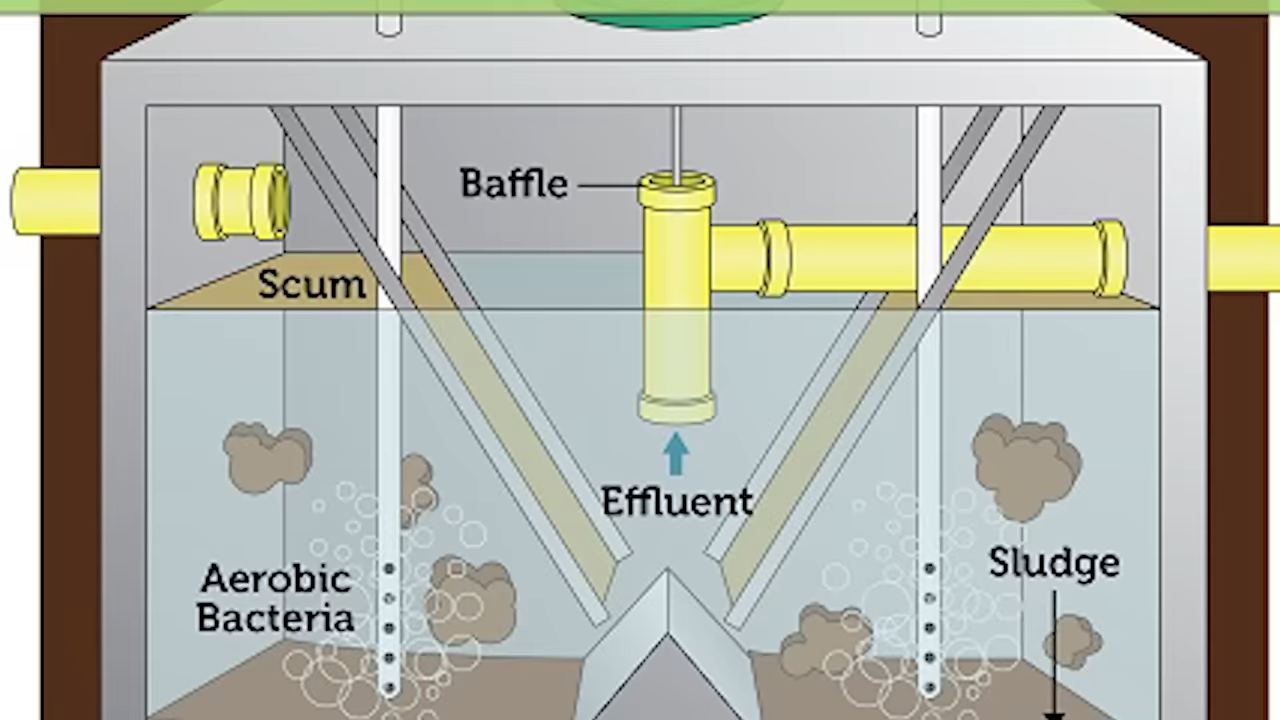 Baffle
Scum
Effluent
Sludge
Aerobic
Bacteria